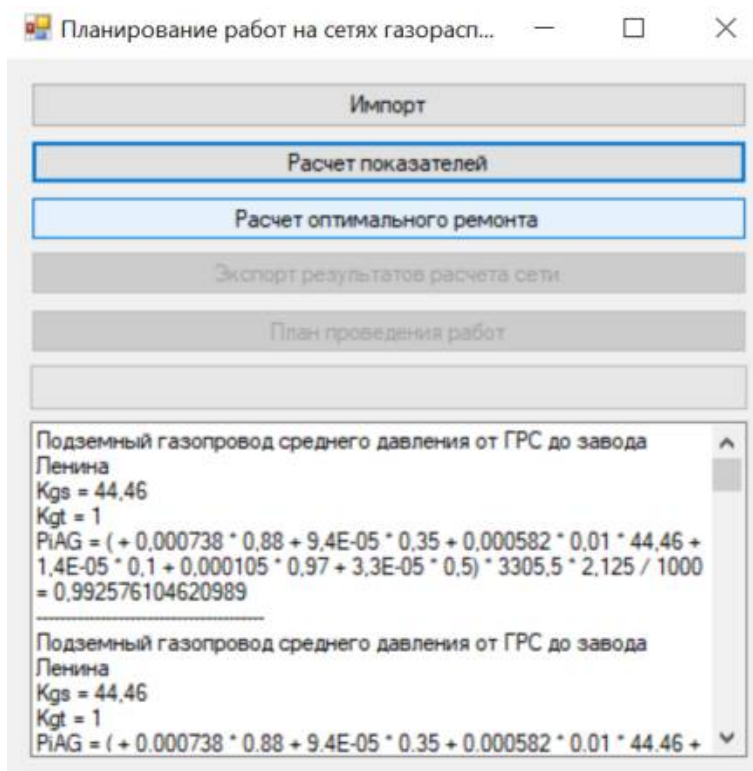 Планирование работ на сетях газорасп...
Импорт
Расчет показателей
Расчет оптимального ремонта
Экспорт результатов расчета сети
План проведения работ
Подземный газопровод среднего давления от ГРС до завода
Ленина
Kgs = 44,46
Kgt = 1
PiAG = ( + 0,000738 * 0,88 + 9,4E-05 * 0,35 + 0,000582 * 0,01 * 44,46 +
1,4E-05 * 0,1 + 0,000105 * 0,97 + 3,3E-05 * 0,5) * 3305,5 * 2,125 / 1000
= 0,992576104620989
--------------------------------------
Подземный газопровод среднего давления от ГРС до завода
Ленина
Kgs = 44,46
Kgt = 1
PiAG = ( + 0,000738 * 0,88 + 9,4E-05 * 0,35 + 0,000582 * 0,01 * 44,46 +